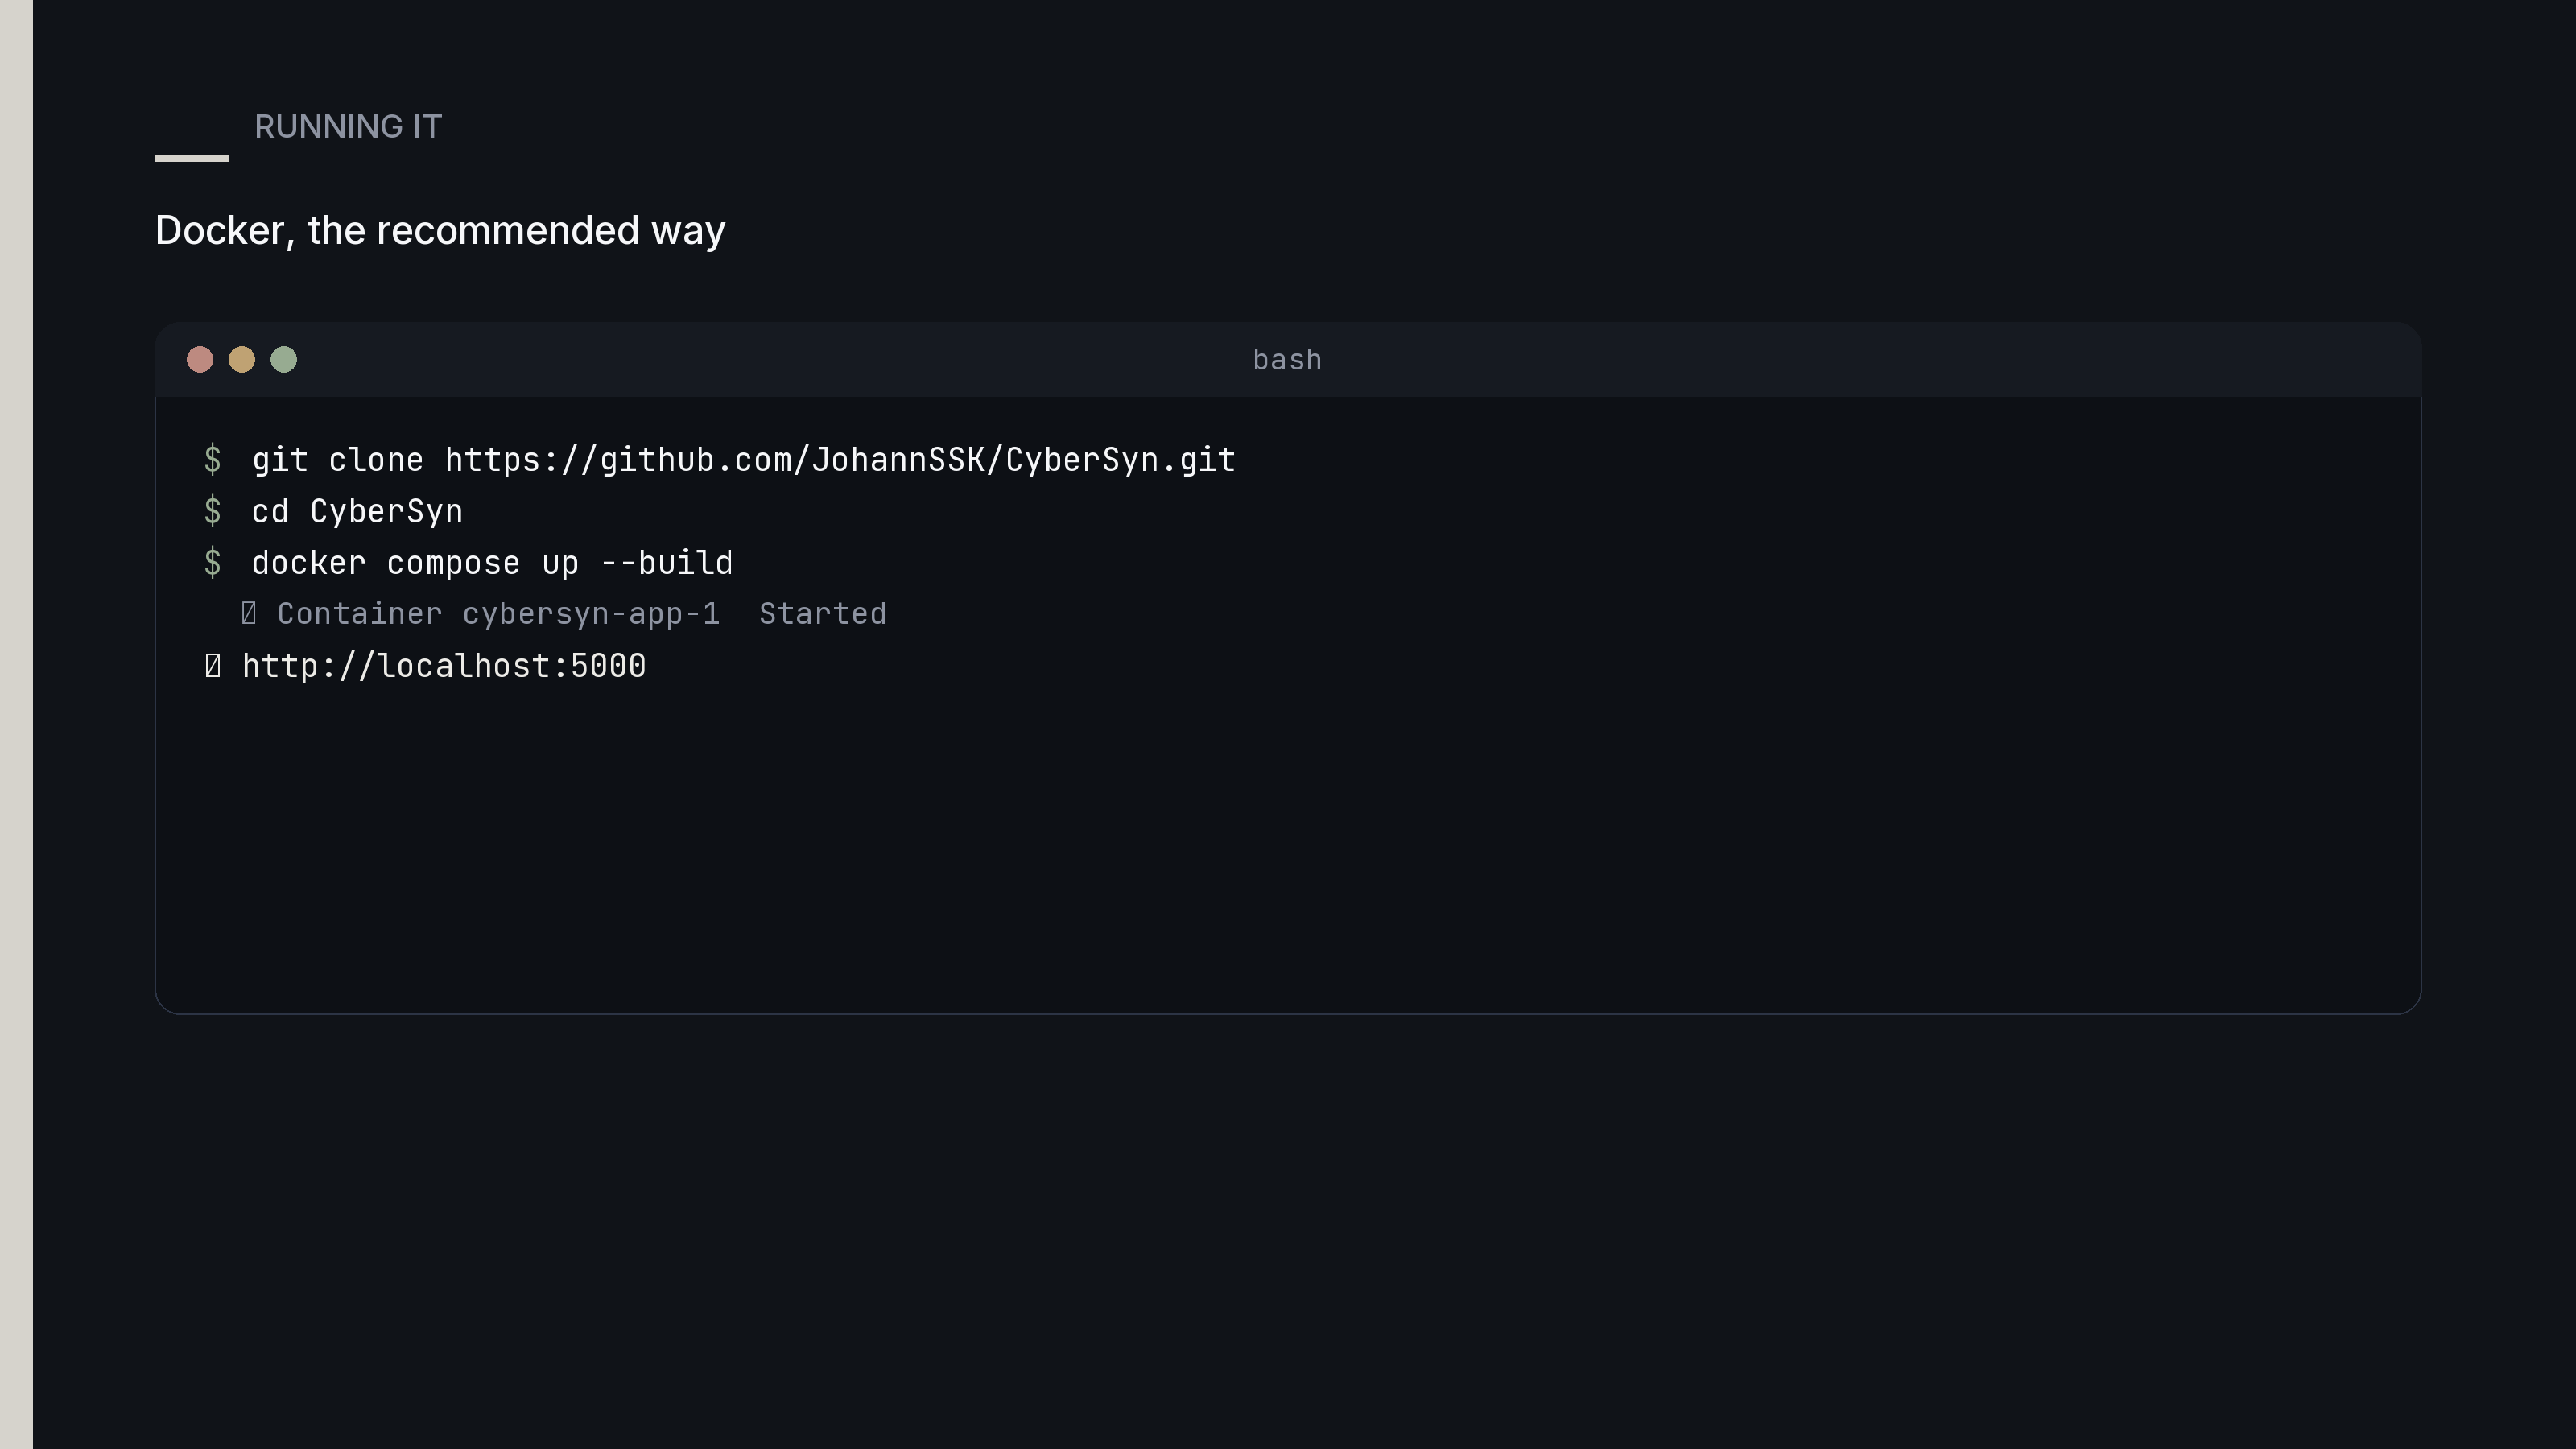 RUNNING IT
Docker, the recommended way
bash
$ git clone https://github.com/JohannSSK/CyberSyn.git
$ cd CyberSyn
$ docker compose up --build
Container cybersyn-app-1  Started
http://localhost:5000